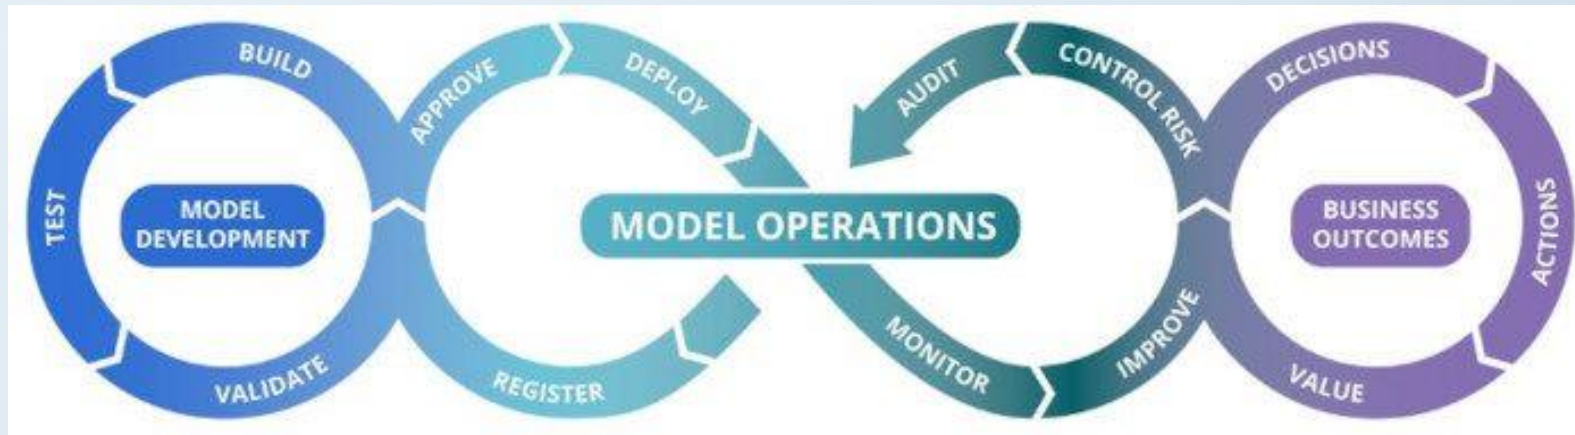 BUILD
TEST
MODEL
DEVELOPMENT
VALIDATE
APPROVE
DEPLOY
REGISTER
MODEL OPERATIONS
AUDIT
CONTROL RISK
MONITOR
IMPROVE
DECISIONS
BUSINESS
OUTCOMES
ACTIONS
VALUE